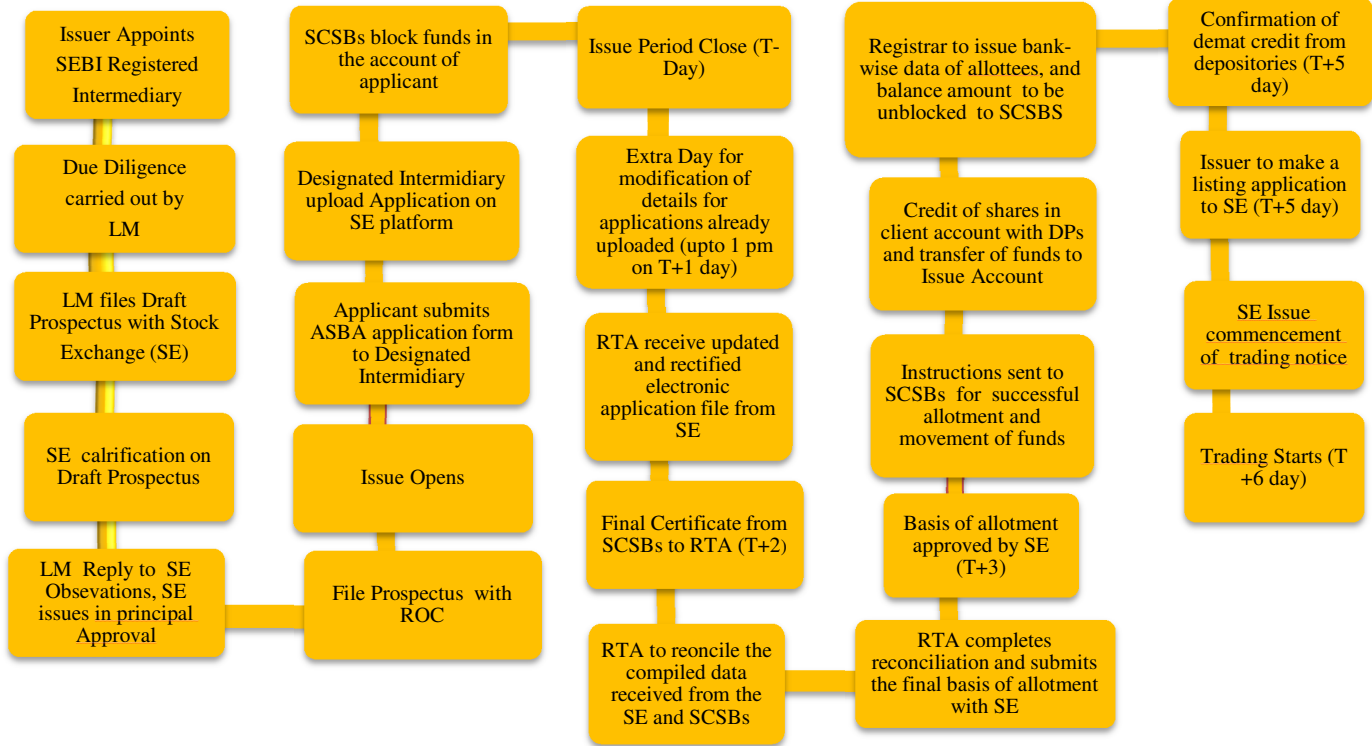 Issuer Appoints
SEBI Registered
Intermediary
Due Diligence
carried out by
LM
LM files Draft
Prospectus with Stock
Exchange (SE)
SE calrification on
Draft Prospectus
LM Reply to SE
Obsevations, SE
issues in principal
Approval
File Prospectus with
ROC
Issue Opens
Applicant submits
ASBA application form
to Designated
Intermidiary
Designated Intermidiary
upload Application on
SE platform
SCSBs block funds in
the account of
applicant
Issue Period Close (T-
Day)
Extra Day for
modification of
details for
applications already
uploaded (upto 1 pm
on T+1 day)
RTA receive updated
and rectified
electronic
application file from
SE
Final Certificate from
SCSBs to RTA (T+2)
RTA to reconcile the
compiled data
received from the
SE and SCSBs
RTA completes
reconciliation and submits
the final basis of allotment
with SE
Basis of allotment
approved by SE
(T+3)
Instructions sent to
SCSBs for successful
allotment and
movement of funds
Credit of shares in
client account with DPs
and transfer of funds to
Issue Account
Registrar to issue bank-
wise data of allottees, and
balance amount to be
unblocked to SCSBS
Confirmation of
demat credit from
depositories (T+5
day)
Issuer to make a
listing application
to SE (T+5 day)
SE Issue
commencement
of trading notice
Trading Starts (T
+6 day)